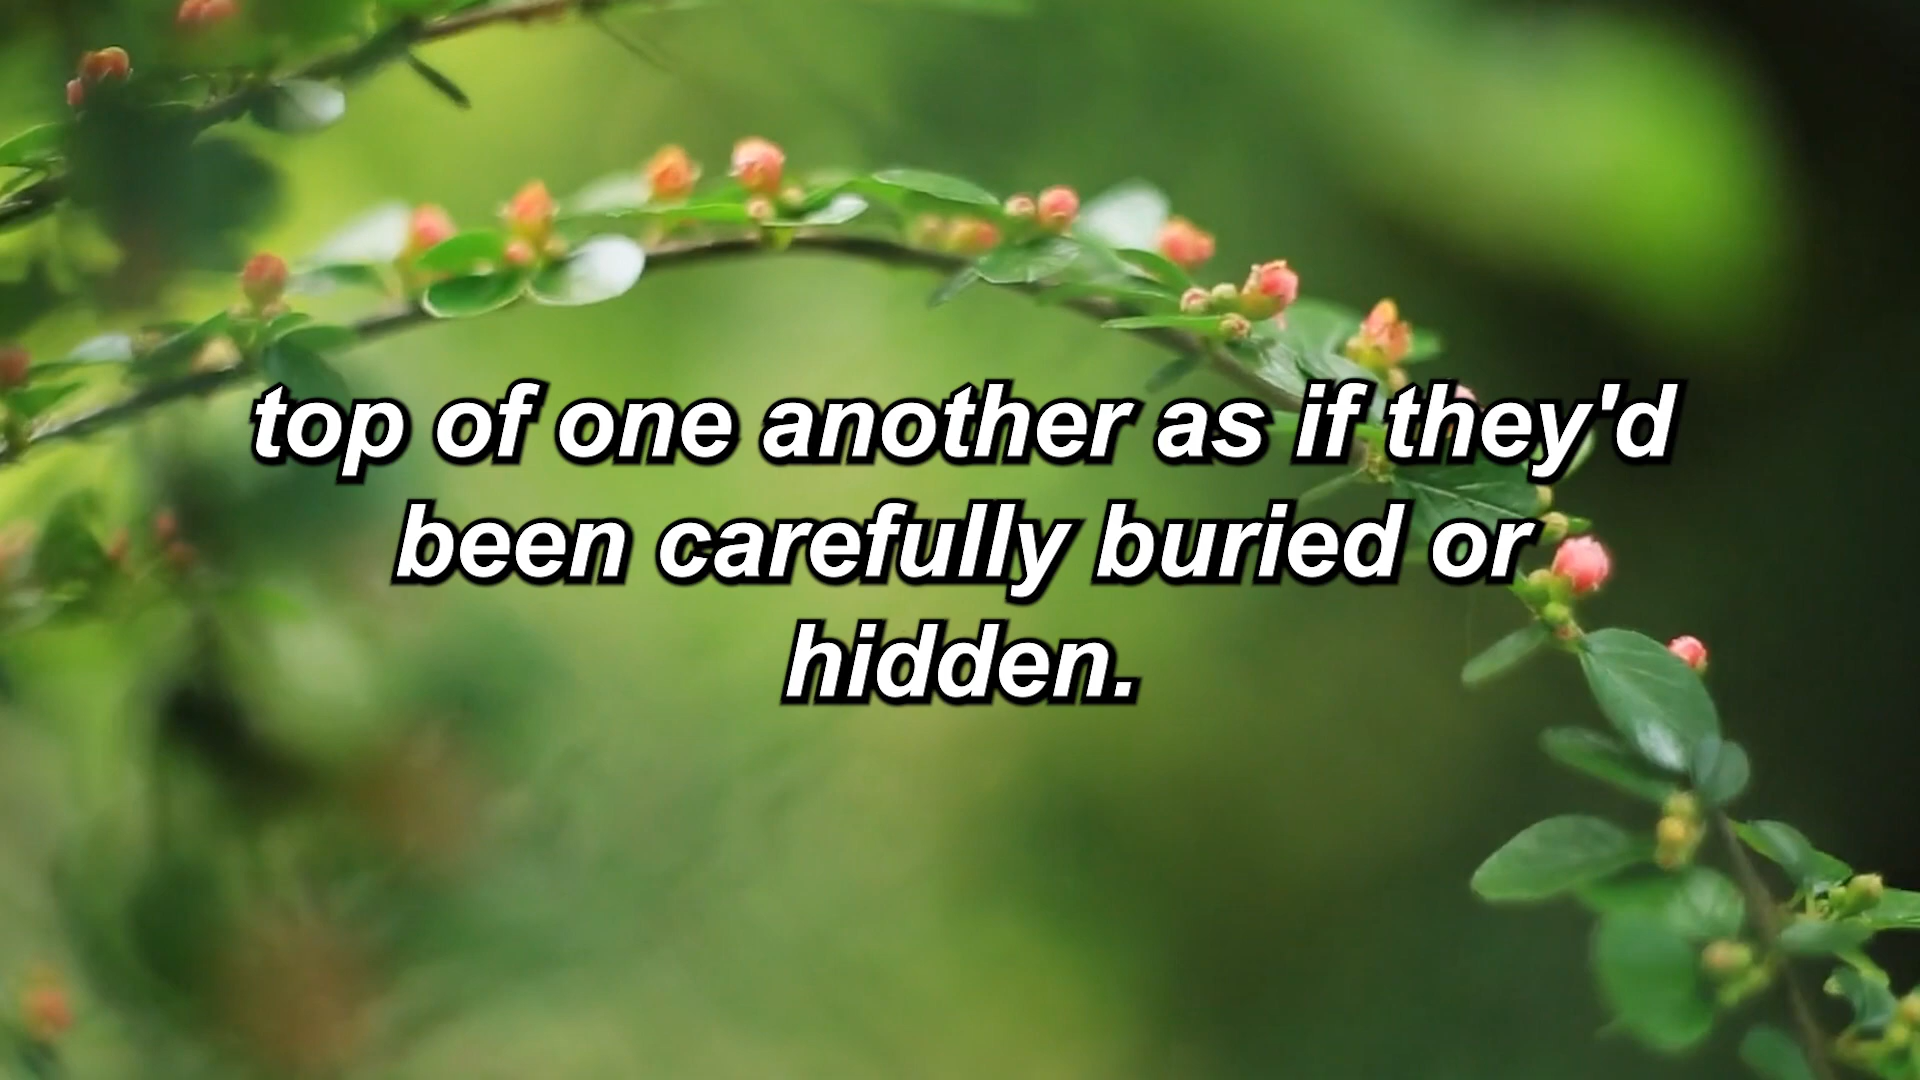 top of one another as if they'd
been carefully buried or
hidden.